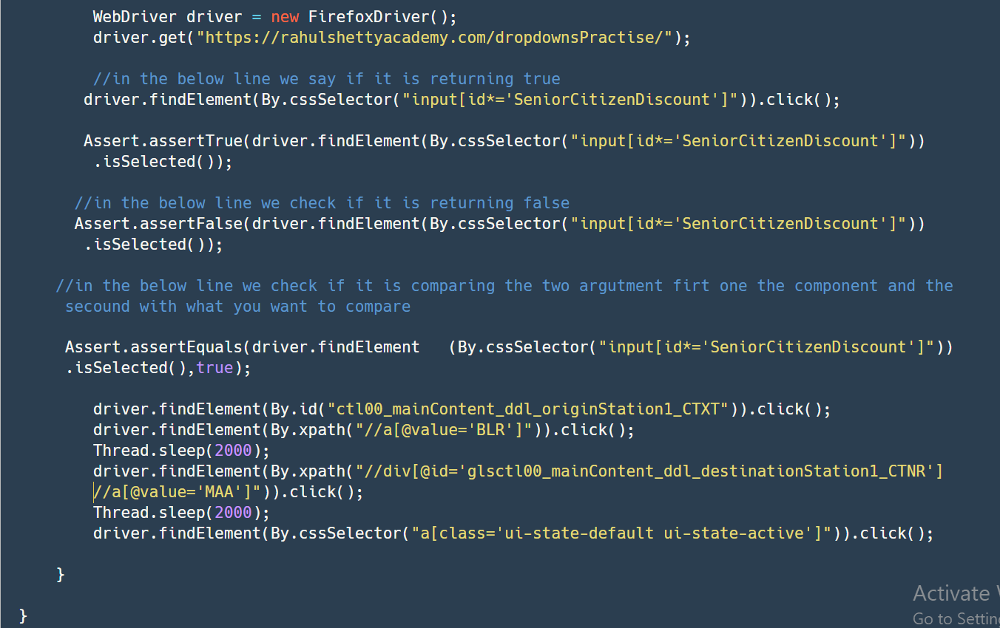 WebDriver driver = new FirefoxDriver();
driver.get("https://rahulshettyacademy.com/dropdownsPractise/");
//in the below line we say if it is returning true
driver.findElement(By.cssSelector("input[id*='SeniorCitizenDiscount']")).click();
Assert.assertTrue(driver.findElement(By.cssSelector("input[id*='SeniorCitizenDiscount']"))
.isSelected());
//in the below line we check if it is returning false
Assert.assertFalse(driver.findElement(By.cssSelector("input[id*='SeniorCitizenDiscount']"))
.isSelected());
//in the below line we check if it is comparing the two argutment firt one the component and the
secound with what you want to compare
Assert.assertEquals(driver.findElement   (By.cssSelector("input[id*='SeniorCitizenDiscount']"))
.isSelected(),true);
driver.findElement(By.id("ctl00_mainContent_ddl_originStation1_CTXT")).click();
driver.findElement(By.xpath("//a[@value='BLR']")).click();
Thread.sleep(2000);
driver.findElement(By.xpath("//div[@id='glsctl00_mainContent_ddl_destinationStation1_CTNR']
//a[@value='MAA']")).click();
Thread.sleep(2000);
driver.findElement(By.cssSelector("a[class='ui-state-default ui-state-active']")).click();
}
}
Activate
Go to